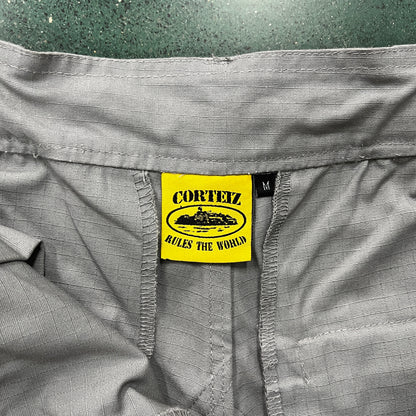 CORTEIZ
RULES THE WORLD
M